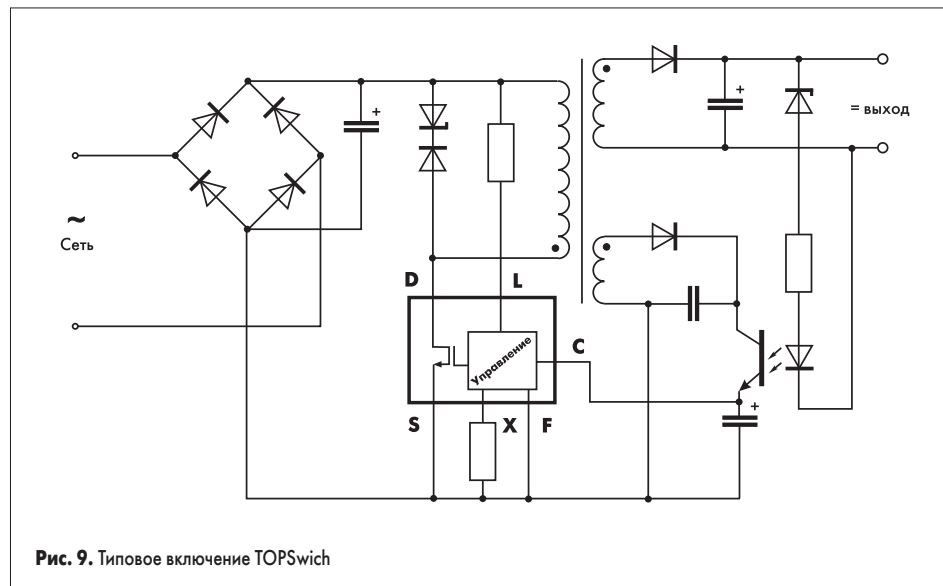 +
+
= выход
~
Сеть
D
L
C
Управление
+
S
X
F
Рис. 9. Типовое включение TOPSwich